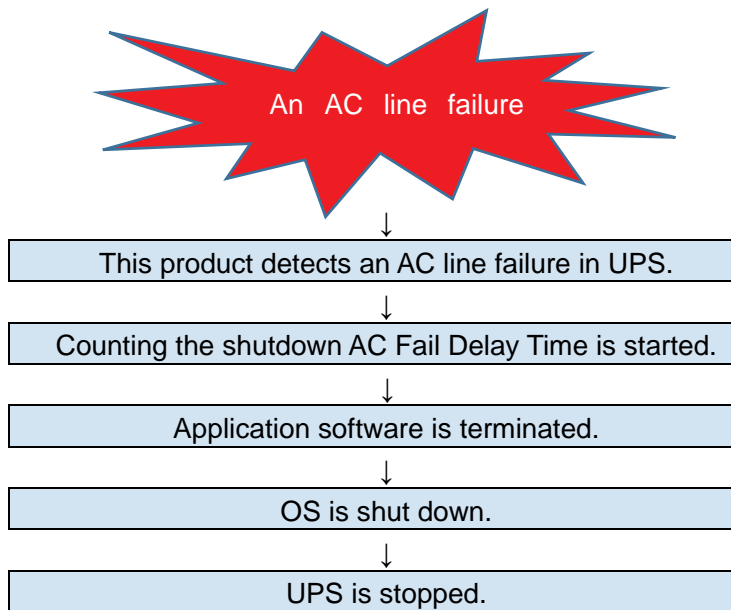 An AC line failure
↓
This product detects an AC line failure in UPS.
↓
Counting the shutdown AC Fail Delay Time is started.
↓
Application software is terminated.
↓
OS is shut down.
↓
UPS is stopped.